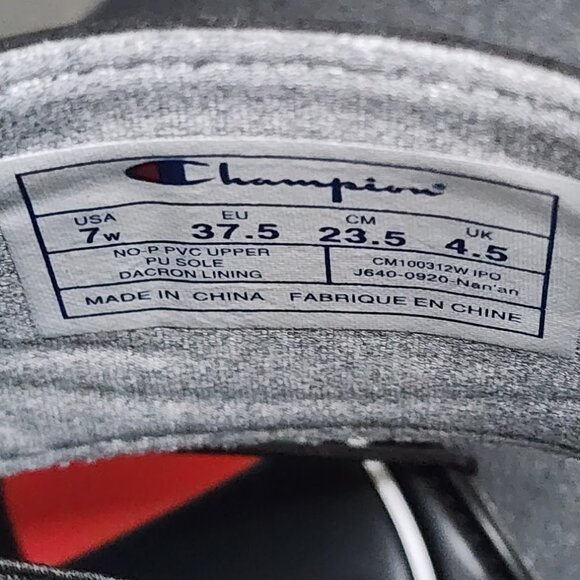 Champion
USA EU CM UK
7w 37.5 23.5 4.5
NO-P PVC UPPER
PU SOLE
DACRON LINING
CM100312W IPO
J640-0920-Nan'an
MADE IN CHINA FABRIQUE EN CHINE